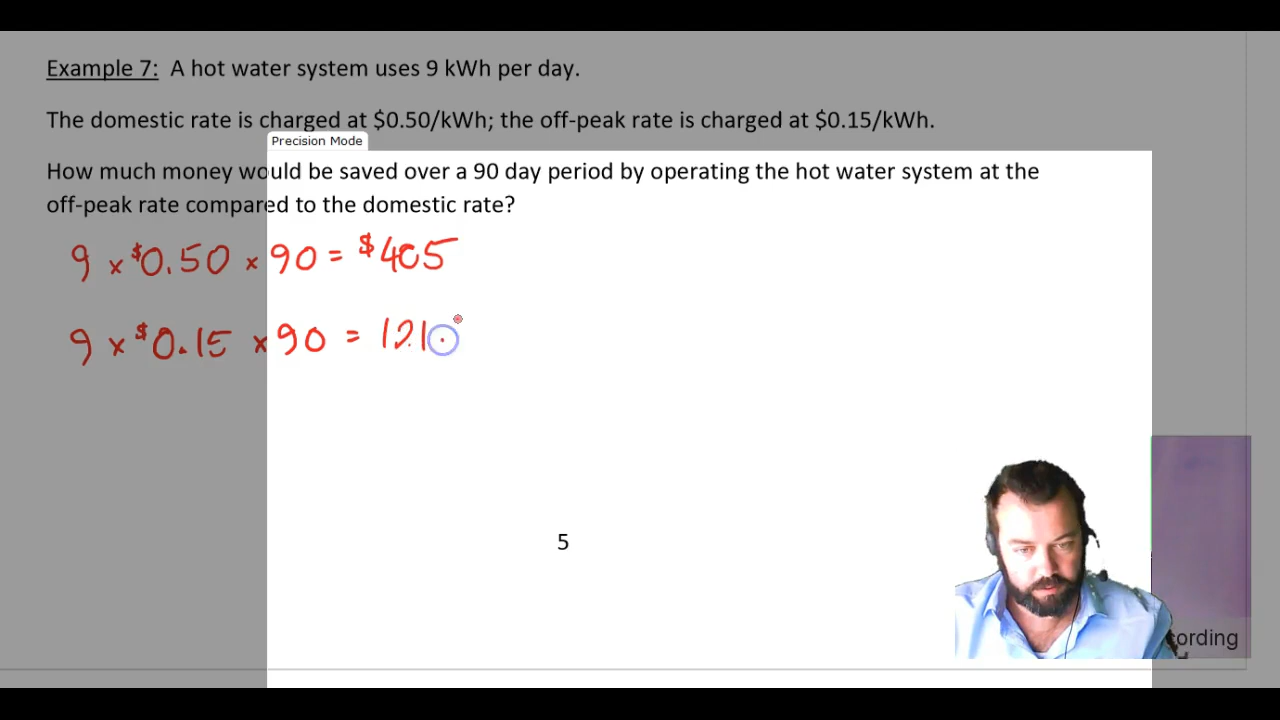 Example 7: A hot water system uses 9 kWh per day.
The domestic rate is charged at $0.50/kWh; the off-peak rate is charged at $0.15/kWh.
Precision Mode
How much money would be saved over a 90 day period by operating the hot water system at the
off-peak rate compared to the domestic rate?
9 × $0.50 × 90 = $405
9 × $0.15 × 90 = 121.
5
cording